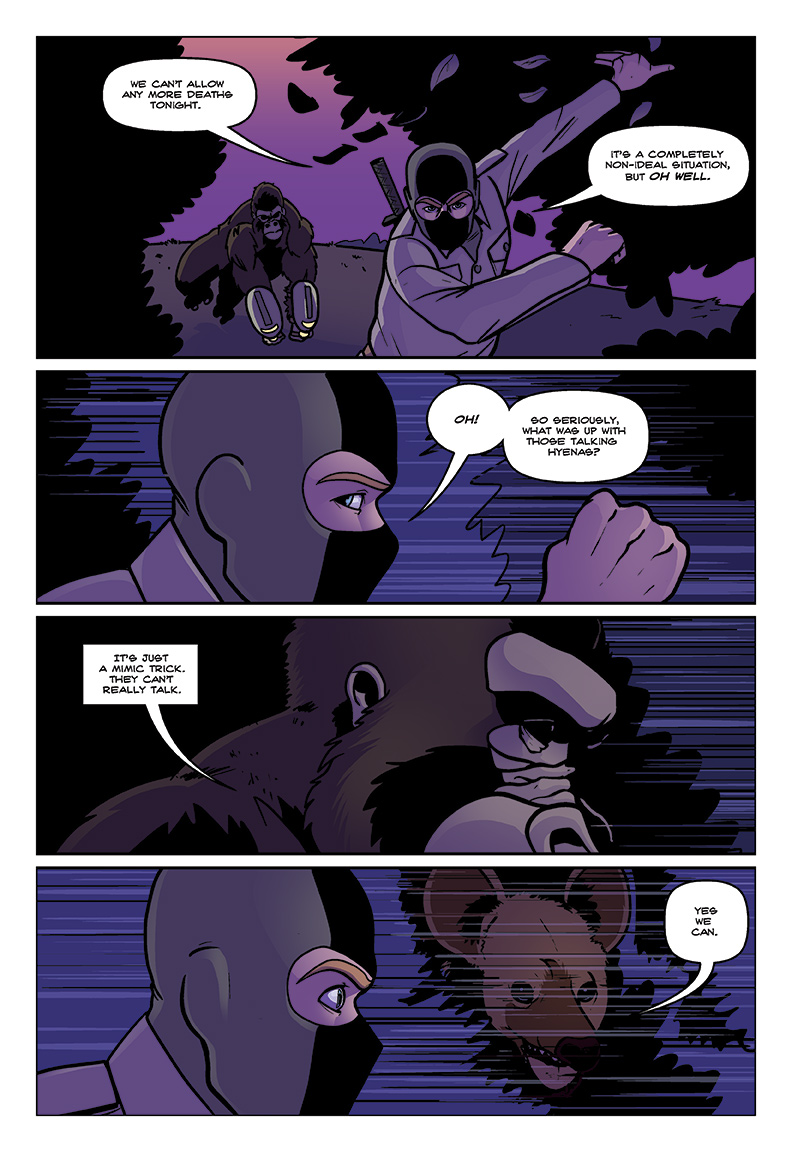 WE CAN'T ALLOW
ANY MORE DEATHS
TONIGHT.
IT'S A COMPLETELY
NON-IDEAL SITUATION,
BUT OH WELL.
OH!
SO SERIOUSLY,
WHAT WAS UP WITH
THOSE TALKING
HYENAS?
IT'S JUST
A MIMIC TRICK.
THEY CAN'T
REALLY TALK.
YES
WE
CAN.